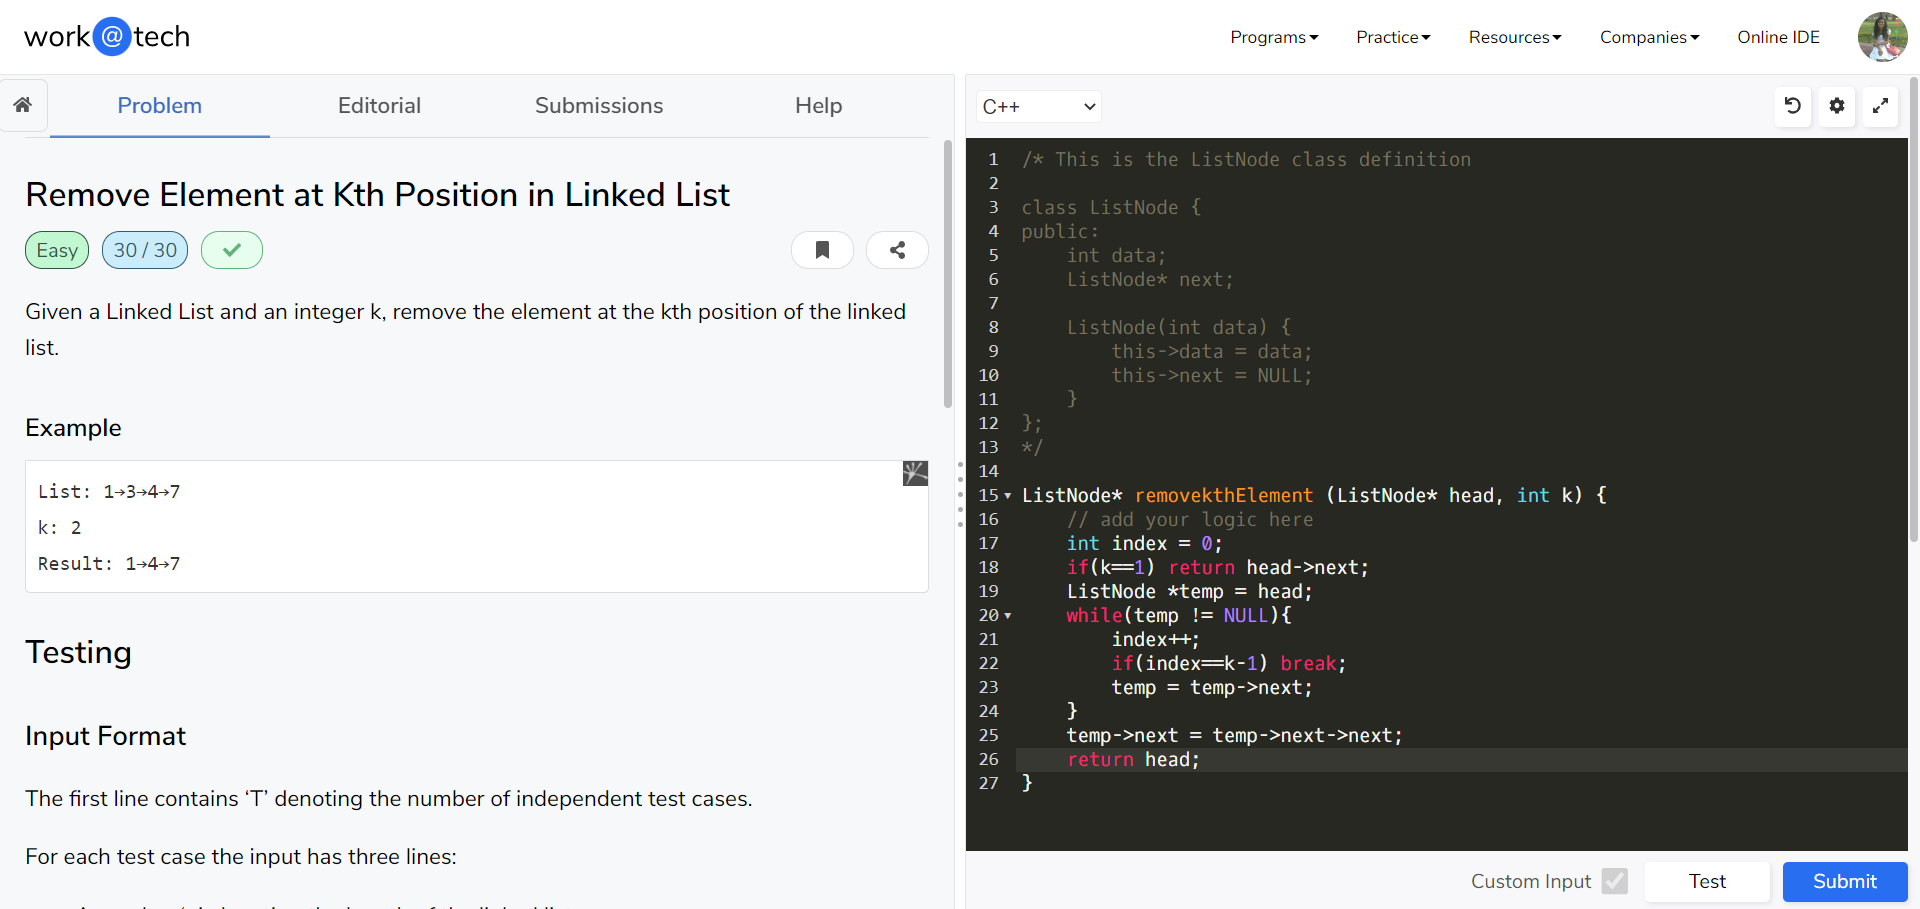 work@tech
Programs
Practice
Resources
Companies
Online IDE
Problem
Editorial
Submissions
Help
Remove Element at Kth Position in Linked List
Easy
30 / 30
Given a Linked List and an integer k, remove the element at the kth position of the linked
list.
Example
List: 1→3→4→7
k: 2
Result: 1→4→7
Testing
Input Format
The first line contains ‘T’ denoting the number of independent test cases.
For each test case the input has three lines:
C++
1 /* This is the ListNode class definition
2
3 class ListNode {
4 public:
5 int data;
6 ListNode* next;
7
8 ListNode(int data) {
9 this->data = data;
10 this->next = NULL;
11 }
12 };
13 */
14
15 ListNode* removekthElement (ListNode* head, int k) {
16 // add your logic here
17 int index = 0;
18 if(k==1) return head->next;
19 ListNode *temp = head;
20 while(temp != NULL){
21 index++;
22 if(index==k-1) break;
23 temp = temp->next;
24 }
25 temp->next = temp->next->next;
26 return head;
27 }
Custom Input
Test
Submit